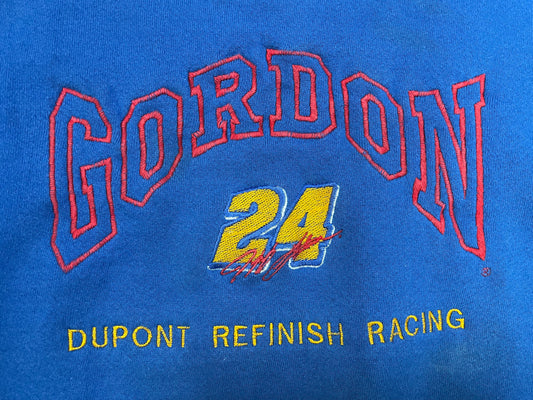 GORDON
24
DUPONT REFINISH RACING